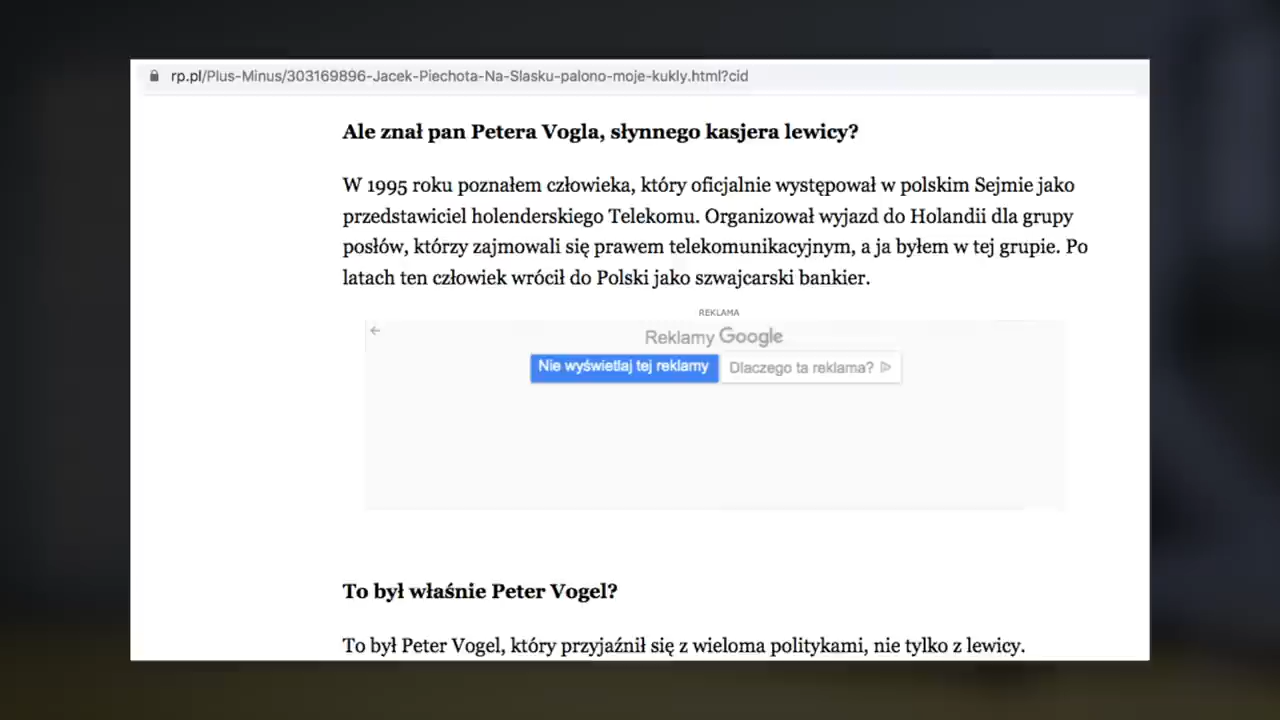 rp.pl/Plus-Minus/303169896-Jacek-Piechota-Na-Slasku-palono-moje-kukly.html?cid
Ale znał pan Petera Vogla, słynnego kasjera lewicy?
W 1995 roku poznałem człowieka, który oficjalnie występował w polskim Sejmie jako
przedstawiciel holenderskiego Telekomu. Organizował wyjazd do Holandii dla grupy
posłów, którzy zajmowali się prawem telekomunikacyjnym, a ja byłem w tej grupie. Po
latach ten człowiek wrócił do Polski jako szwajcarski bankier.
REKLAMA
Reklamy Google
Nie wyświetlaj tej reklamy Dlaczego ta reklama?
To był właśnie Peter Vogel?
To był Peter Vogel, który przyjaźnił się z wieloma politykami, nie tylko z lewicy.